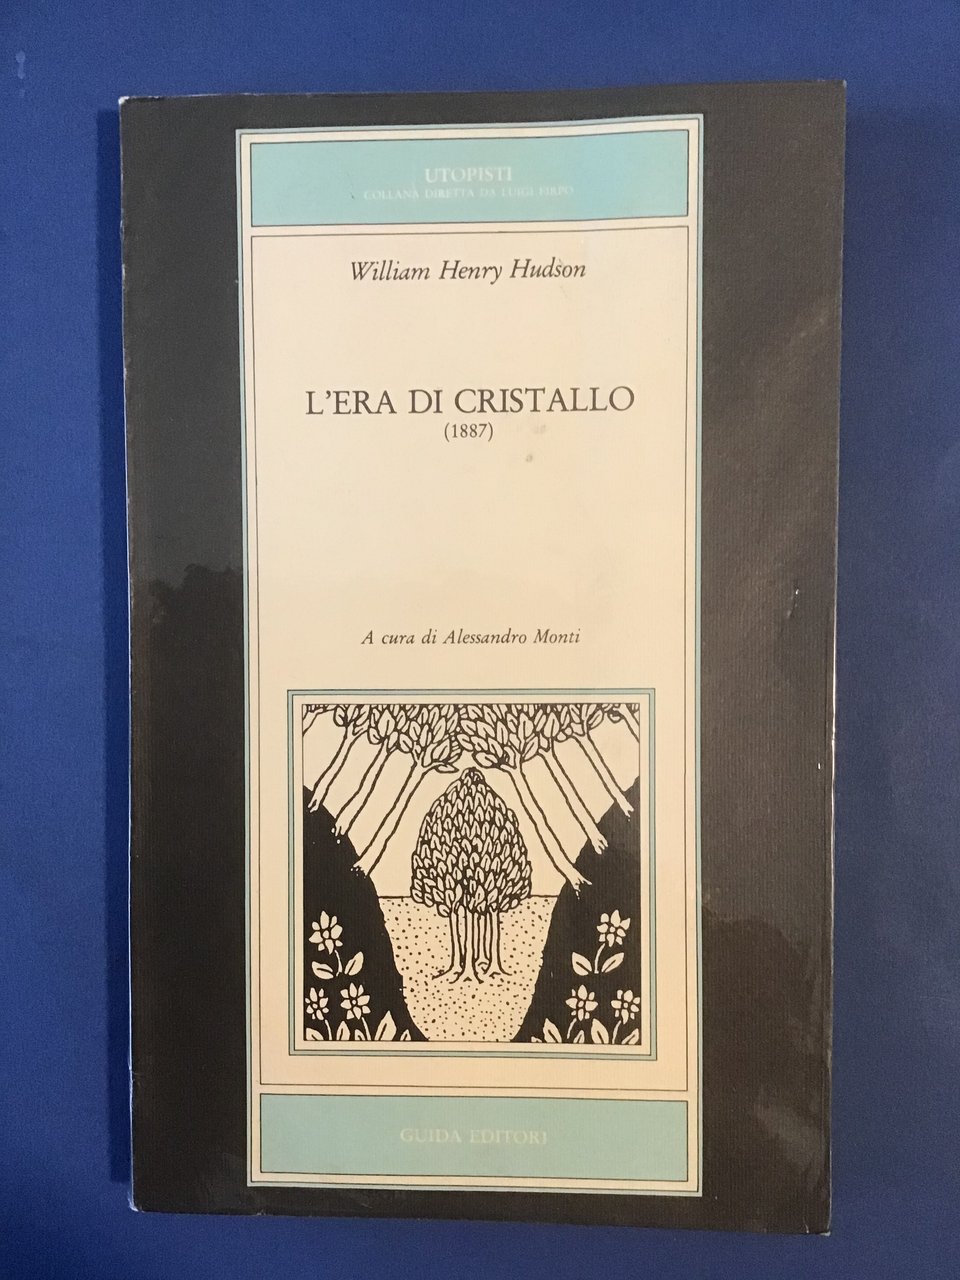 UTOPISTI
COLLANA DIRETTA DA LUIGI FIRPO
William Henry Hudson
L'ERA DI CRISTALLO
(1887)
A cura di Alessandro Monti
GUIDA EDITORI